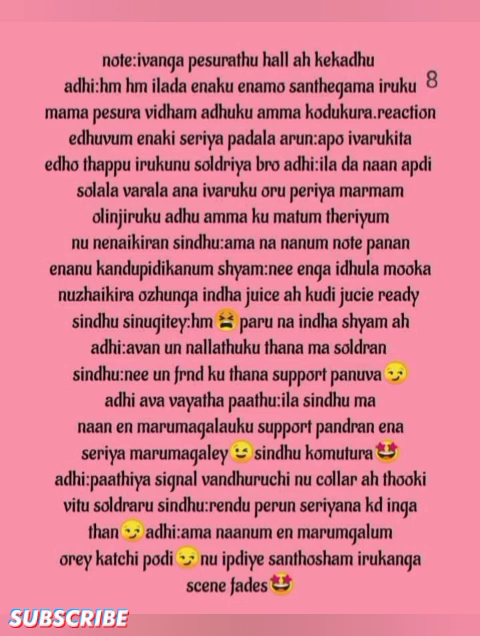 note:ivanga pesurathu hall ah kekadhu
adhi:hm hm ilada enaku enamo santhegama iruku
8
mama pesura vidham adhuku amma kodukura.reaction
edhuvum enaki seriya padala arun:apo ivarukita
edho thappu irukunu soldriya bro adhi:ila da naan apdi
solala varala ana ivaruku oru periya marmam
olinjiruku adhu amma ku matum theriyum
nu nenaikiran sindhu:ama na nanum note panan
enanu kandupidikanum shyam:nee enga idhula mooka
nuzhaikira ozhunga indha juice ah kudi jucie ready
sindhu sinugitey:hm😫paru na indha shyam ah
adhi:avan un nallathuku thana ma soldran
sindhu:nee un frnd ku thana support panuva😏
adhi ava vayatha paathu:ila sindhu ma
naan en marumagalauku support pandran ena
seriya marumagaley😉sindhu komutura🤩
adhi:paathiya signal vandhuruchi nu collar ah thooki
vitu soldraru sindhu:rendu perun seriyana kd inga
than😏adhi:ama naanum en marumgalum
orey katchi podi😏nu ipdiye santhosham irukanga
scene fades🤩
SUBSCRIBE